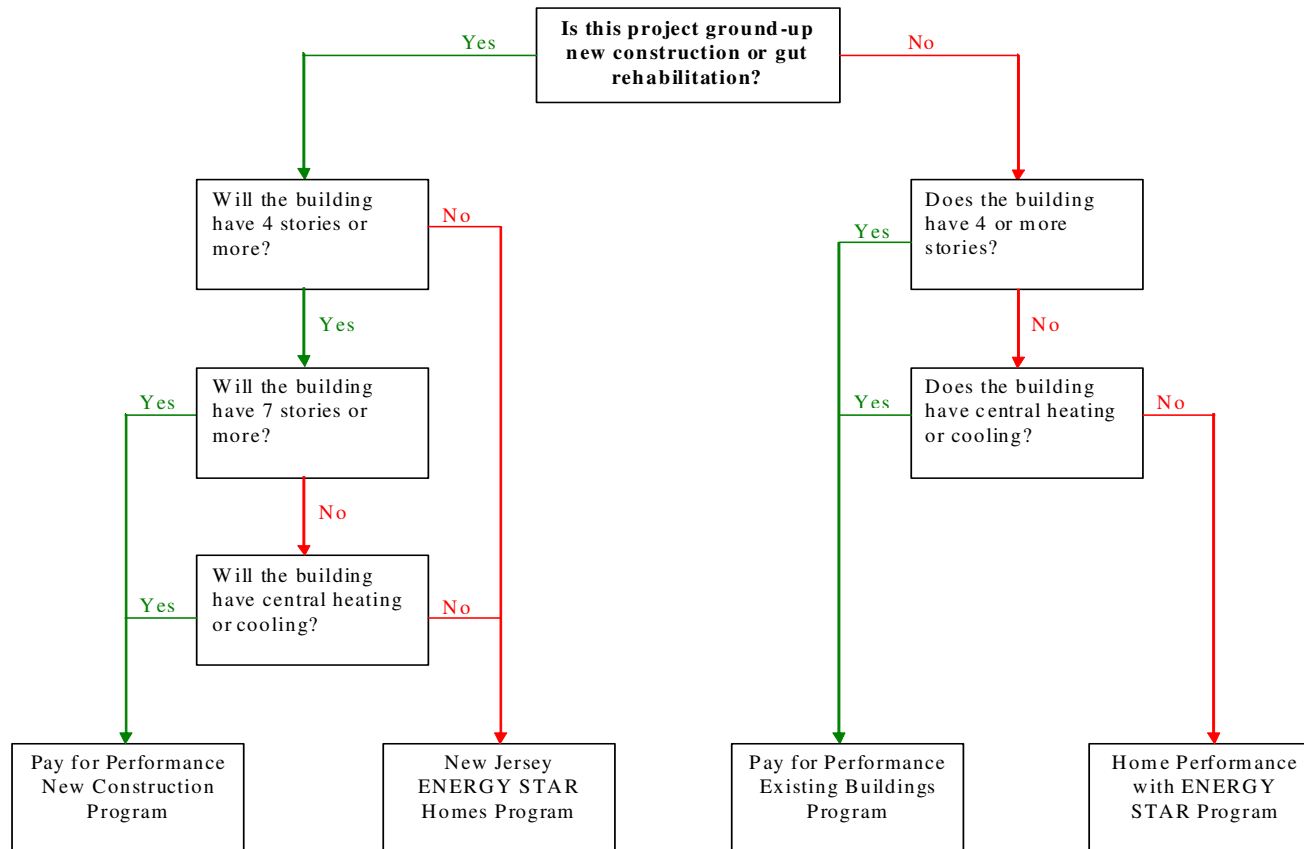 Is this project ground-up
new construction or gut
rehabilitation?
Yes
No
Will the building
have 4 stories or
more?
No
Yes
Does the building
have 4 or more
stories?
Yes
No
Will the building
have 7 stories or
more?
Yes
No
Does the building
have central heating
or cooling?
Yes
No
Will the building
have central heating
or cooling?
Yes
No
Pay for Performance
New Construction
Program
New Jersey
ENERGY STAR
Homes Program
Pay for Performance
Existing Buildings
Program
Home Performance
with ENERGY
STAR Program